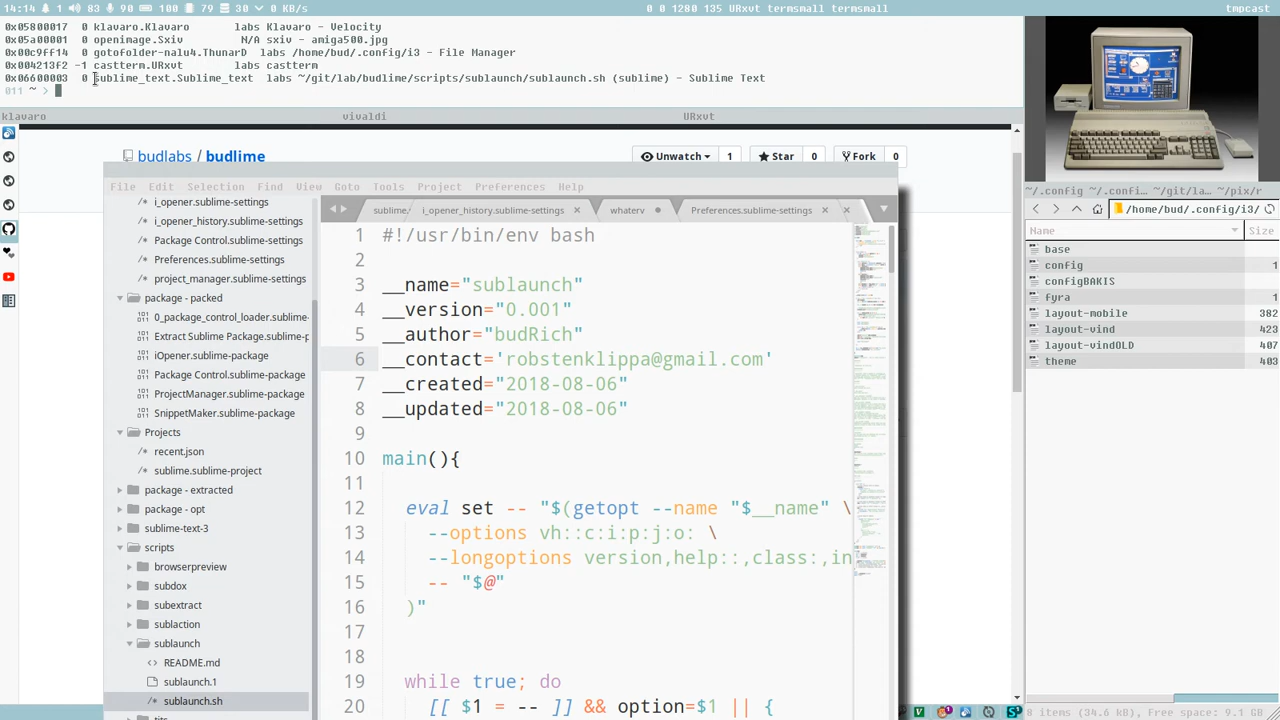 14:14 1 83 90 108 79 30 0 KB/s
0 0 1280 135 URxvt termsmall termsmall
tmpcast
0x05800017 0 klavaro.Klavaro labs Klavaro - Velocity
0x05a00001 0 openimage.Sxiv N/A sxiv - amiga500.jpg
0x00c9ff14 0 gotofolder-nalu4.ThunarD labs /home/bud/.config/i3 - File Manager
0x004213f2 -1 castterm.URxvt labs castterm
0x06600003 0 sublime_text.Sublime_text labs ~/git/lab/budlime/scripts/sublaunch/sublaunch.sh (sublime) - Sublime Text
011 ~ >
klavaro vivaldi URxvt
budlabs / budlime
Unwatch 1 Star 0 Fork 0
File Edit Selection Find View Goto Tools Project Preferences Help
sublime i_opener_history.sublime-settings whaterv Preferences.sublime-settings
i_opener.sublime-settings
i_opener_history.sublime-settings
Package Control.sublime-settings
Preferences.sublime-settings
project_manager.sublime-settings
package - packed
0_package_control_loader.sublime
Extract Sublime Package.sublime-p
iOpener.sublime-package
Package Control.sublime-package
ProjectManager.sublime-package
SnippetMaker.sublime-package
Projects
recent.json
sublime.sublime-project
package - extracted
package - opt
sublime-text-3
scripts
browserpreview
subdox
subextract
sublaction
sublaunch
README.md
sublaunch.1
sublaunch.sh
1 #!/usr/bin/env bash
2
3 __name="sublaunch"
4 __version="0.001"
5 __author="budRich"
6 __contact='robstenklippa@gmail.com'
7 __created="2018-08-06"
8 __updated="2018-08-06"
9
10 main(){
11
12 eval set -- "$(getopt --name "$__name" \
13 --options vh::c:i:p:j:o: \
14 --longoptions version,help::,class:,in
15 -- "$@"
16 )"
17
18
19 while true; do
20 [[ $1 = -- ]] && option=$1 || {
~/.config ~/.confi… ~/git/la… ~/pix/r
/home/bud/.config/i3/
Name Size
base
config 1
configBAKIS
fyra 1
layout-mobile 382
layout-vind 423
layout-vindOLD 407
theme 403
8 items (34.6 kB), Free space: 9.1 GB